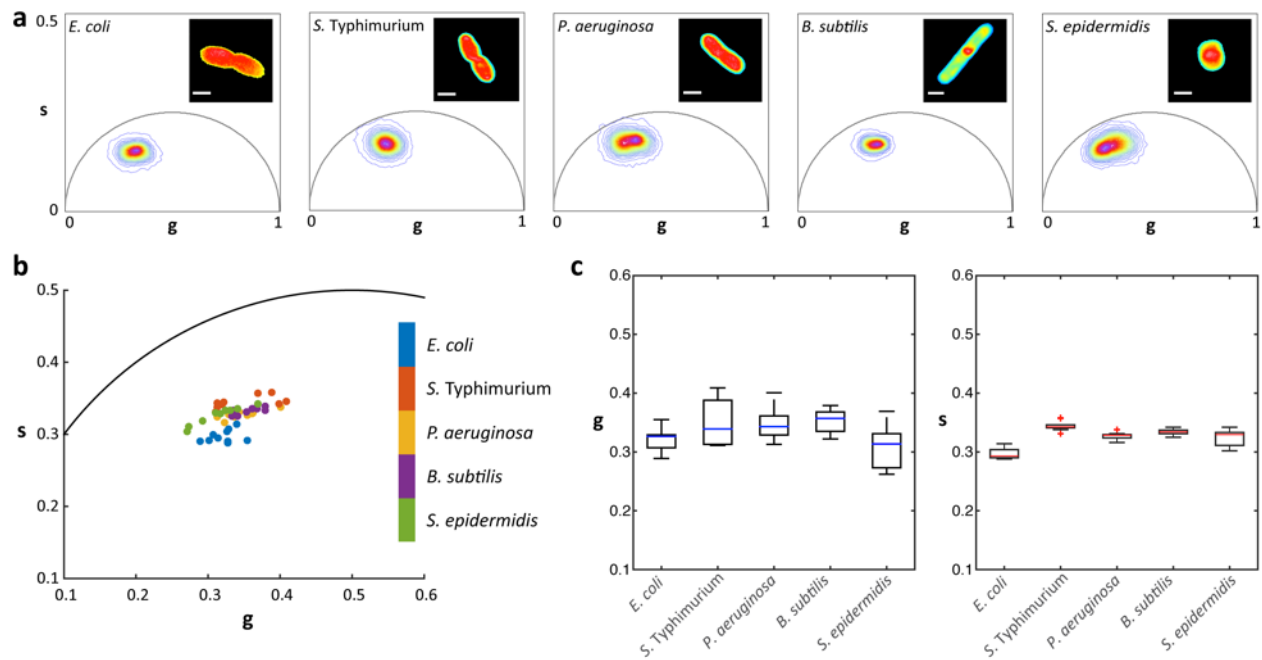 a
0.5
E. coli
S. Typhimurium
P. aeruginosa
B. subtilis
S. epidermidis
s
0
0 1
0 1
0 1
0 1
0 1
g
g
g
g
g
b
0.5
0.4
s
0.3
0.2
0.1
0.1 0.2 0.3 0.4 0.5 0.6
g
E. coli
S. Typhimurium
P. aeruginosa
B. subtilis
S. epidermidis
c
0.6
0.5
0.4
g
0.3
0.2
0.1
E. coli
S. Typhimurium
P. aeruginosa
B. subtilis
S. epidermidis
0.6
0.5
0.4
s
0.3
0.2
0.1
E. coli
S. Typhimurium
P. aeruginosa
B. subtilis
S. epidermidis